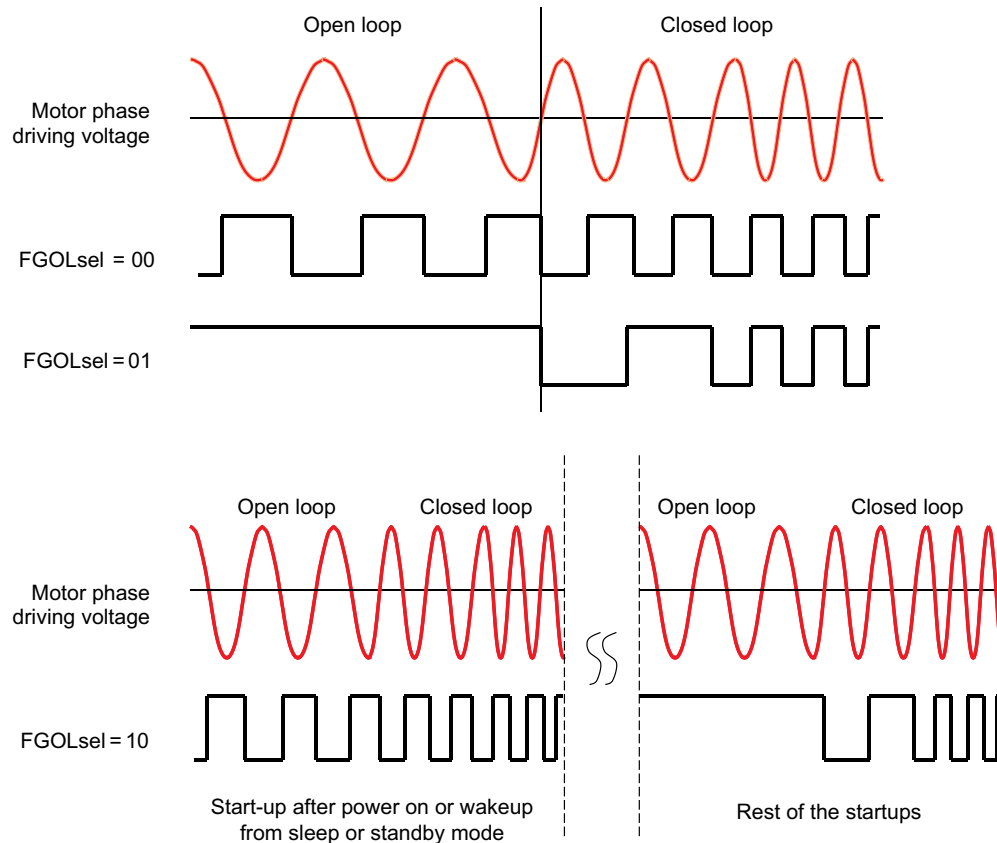 Open loop
Closed loop
Motor phase
driving voltage
FGOLsel = 00
FGOLsel = 01
Open loop
Closed loop
Open loop
Closed loop
Motor phase
driving voltage
FGOLsel = 10
Start-up after power on or wakeup
from sleep or standby mode
Rest of the startups